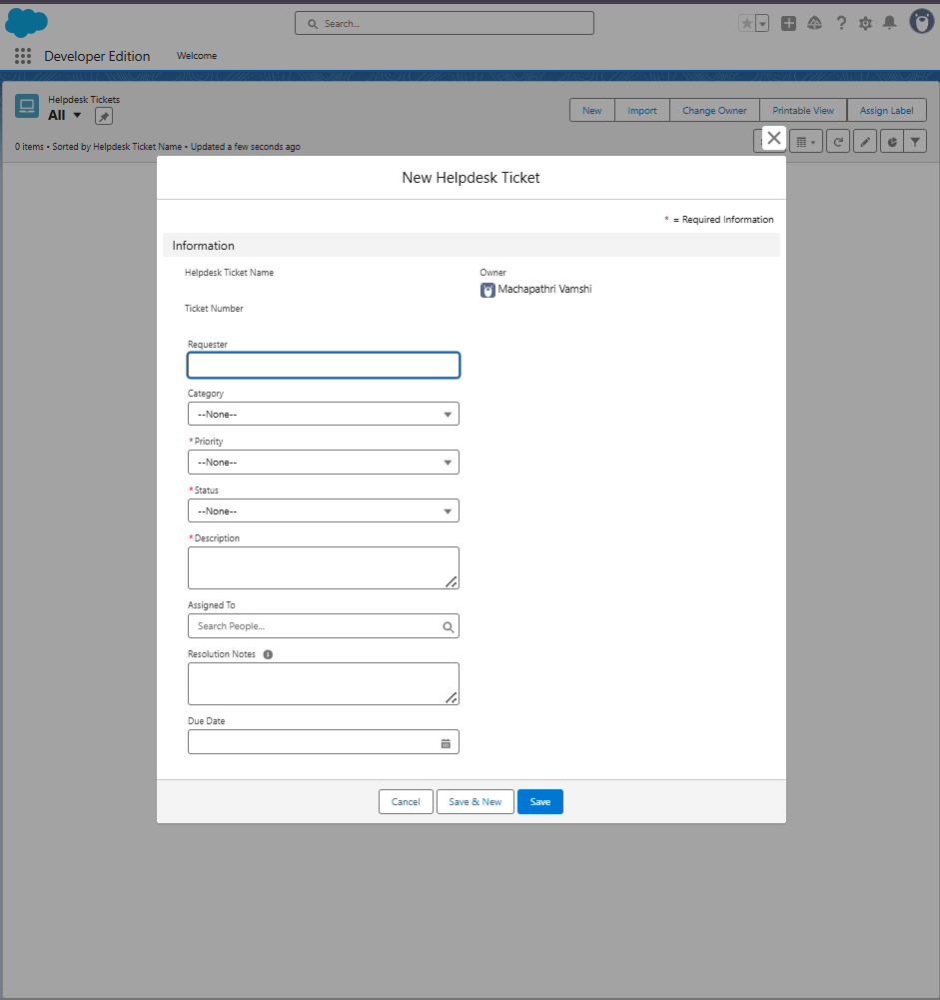 Search...
Developer Edition Welcome
Helpdesk Tickets
All
New Import Change Owner Printable View Assign Label
0 items • Sorted by Helpdesk Ticket Name • Updated a few seconds ago
New Helpdesk Ticket
* = Required Information
Information
Helpdesk Ticket Name
Owner
Machapathri Vamshi
Ticket Number
Requester
Category
--None--
*Priority
--None--
*Status
--None--
*Description
Assigned To
Search People...
Resolution Notes
Due Date
Cancel Save & New Save